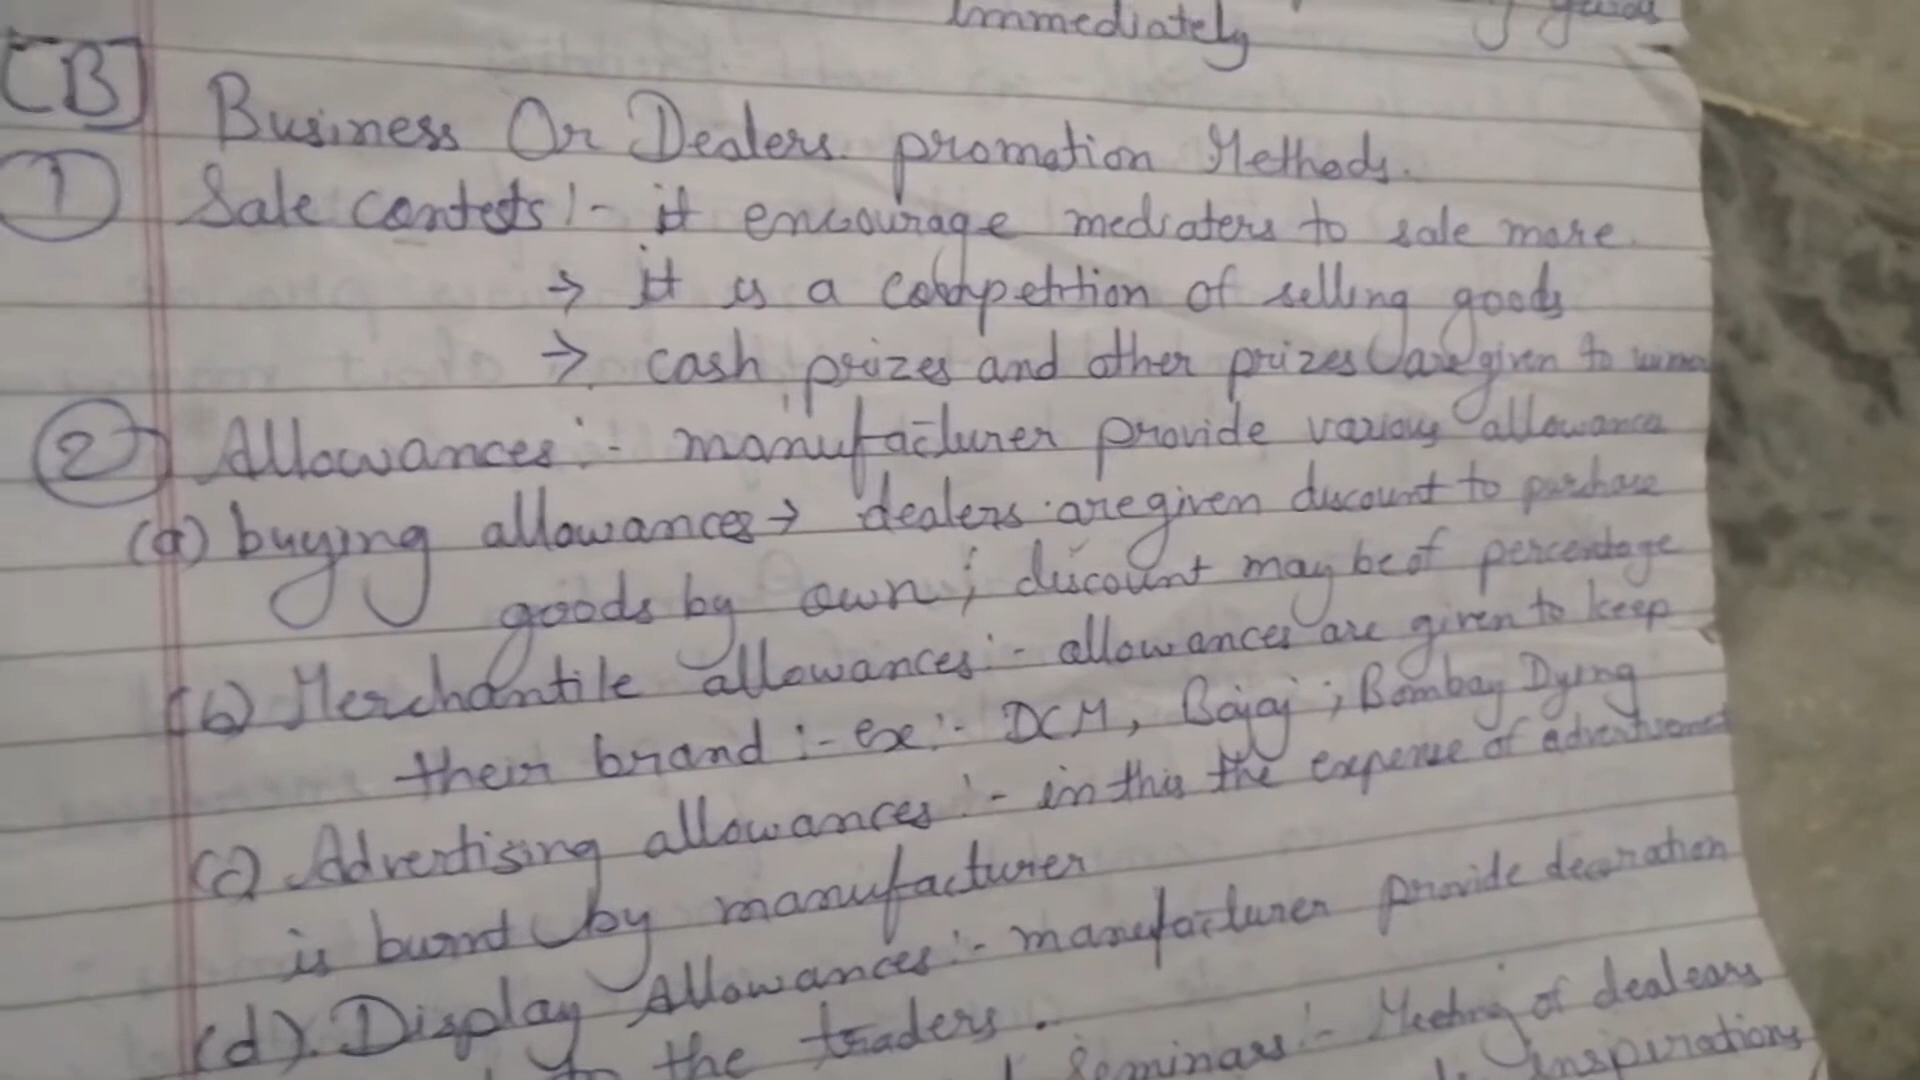 Immediately
[B] Business Or Dealers promotion Methods.
① Sale contests :- it encourage mediaters to sale more
→ it is a competition of selling goods
→ cash prizes and other prizes are given to
② Allowances :- manufacturer provide various allowance
(a) buying allowances → dealers are given discount to purchase
goods by own ; discount may be of percentage
(b) Merchantile allowances :- allowances are given to keep
their brand :- ex :- DCM, Bajaj ; Bombay Dying
(c) Advertising allowances :- in this the expense of advertisement
is burnt by manufacturer
(d). Display Allowances :- manufacturer provide decoration
to the traders.
Seminars :- Meeting of dealears
inspirations